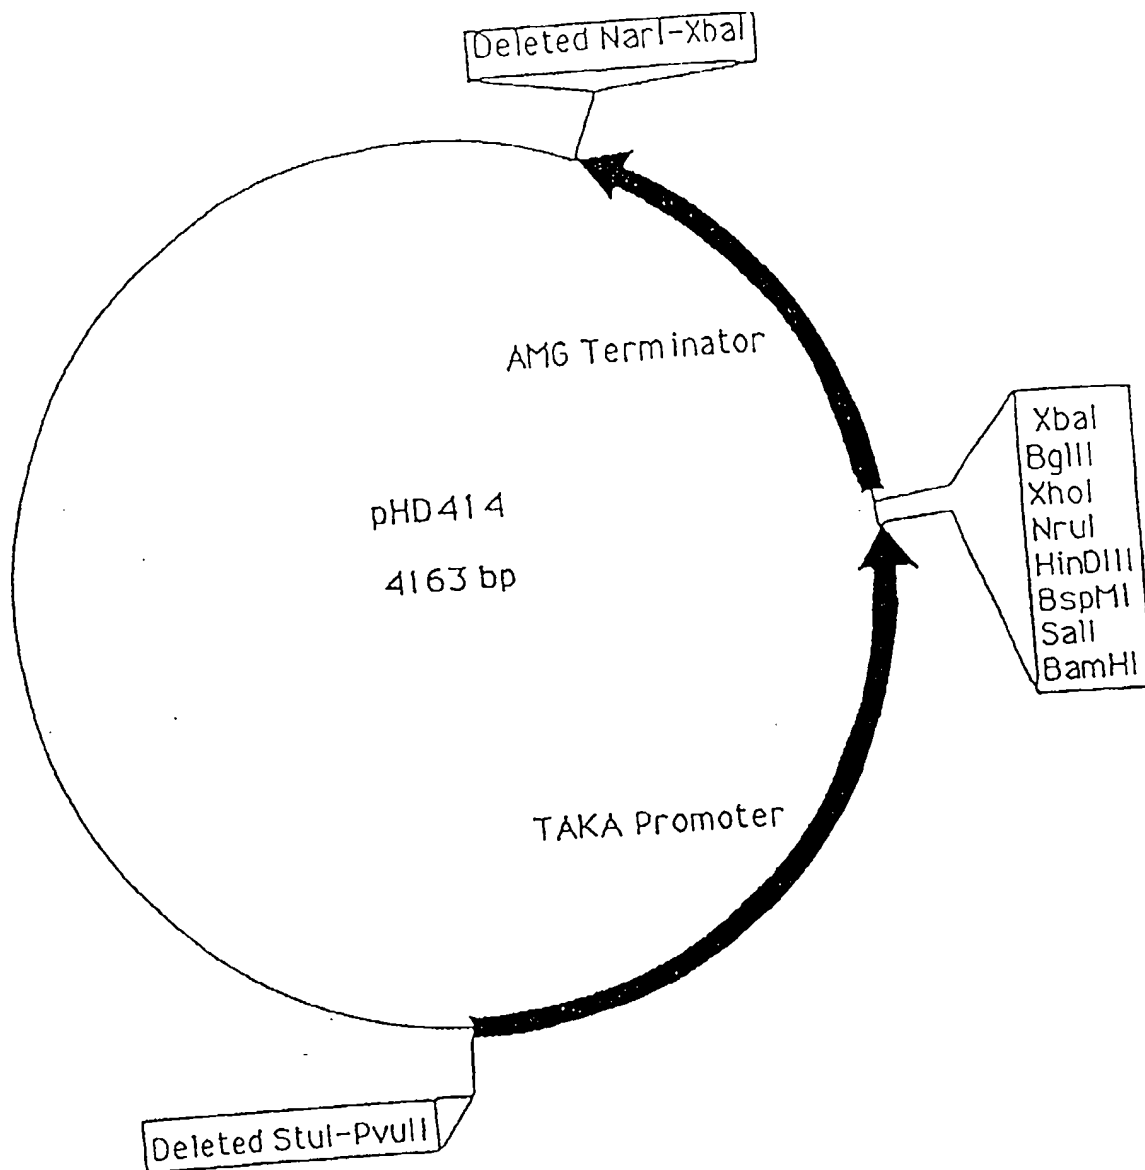 Deleted NarI-XbaI
AMG Terminator
pHD414
4163 bp
XbaI
BglII
XhoI
NruI
HinDIII
BspMI
SalI
BamHI
TAKA Promoter
Deleted StuI-PvuII